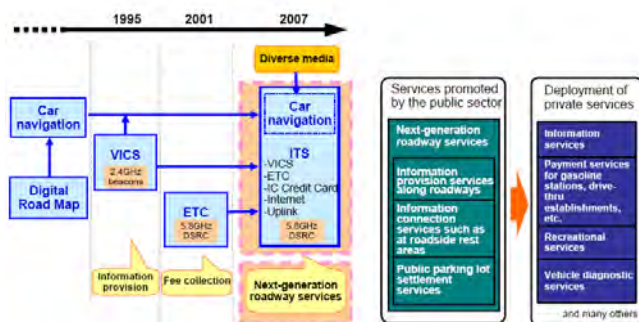 1995
2001
2007
Diverse media
Car
navigation
Digital
Road Map
VICS
2.4GHz
beacons
ETC
5.8GHz
DSRC
Car
navigation
ITS
-VICS
-ETC
-IC Credit Card
-Internet
-Uplink
5.8GHz
DSRC
Information
provision
Fee collection
Next-generation
roadway services
Services promoted
by the public sector
Next-generation
roadway services
Information
provision services
along roadways
Information
connection
services such as
at roadside rest
areas
Public parking lot
settlement
services
Deployment of
private services
Information
services
Payment services
for gasoline
stations, drive-
thru
establishments,
etc.
Recreational
services
Vehicle diagnostic
services
and many others